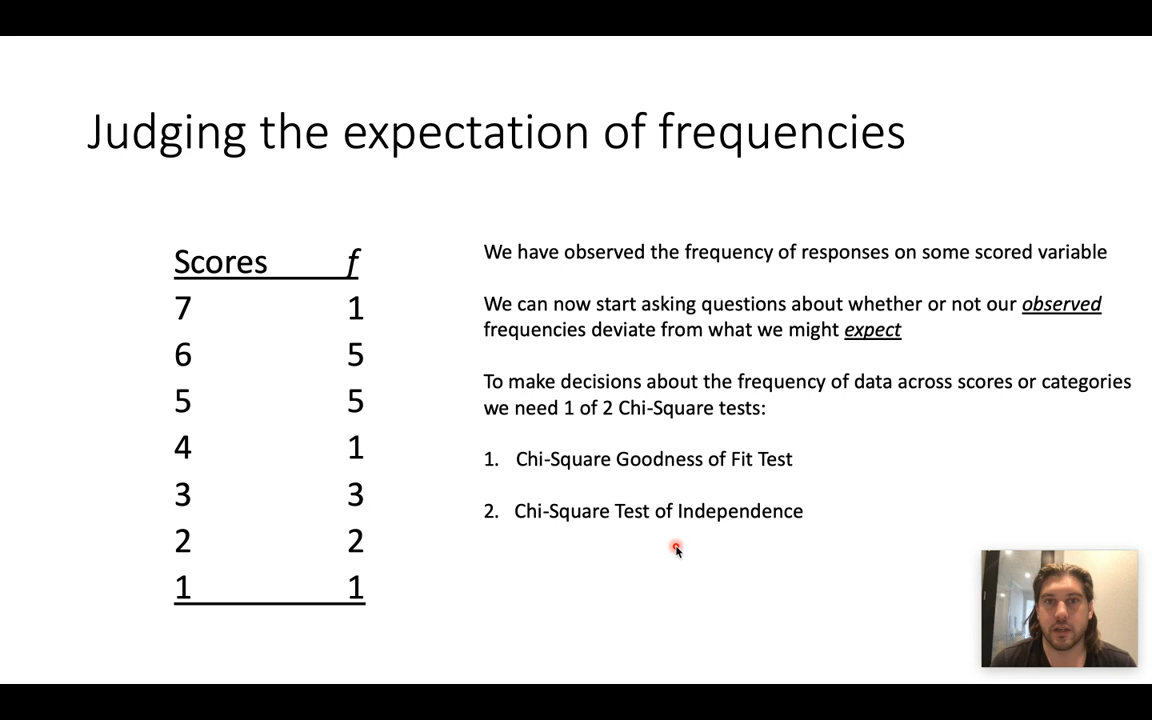 Judging the expectation of frequencies
Scores f
7 1
6 5
5 5
4 1
3 3
2 2
1 1
We have observed the frequency of responses on some scored variable
We can now start asking questions about whether or not our observed
frequencies deviate from what we might expect
To make decisions about the frequency of data across scores or categories
we need 1 of 2 Chi-Square tests:
1. Chi-Square Goodness of Fit Test
2. Chi-Square Test of Independence